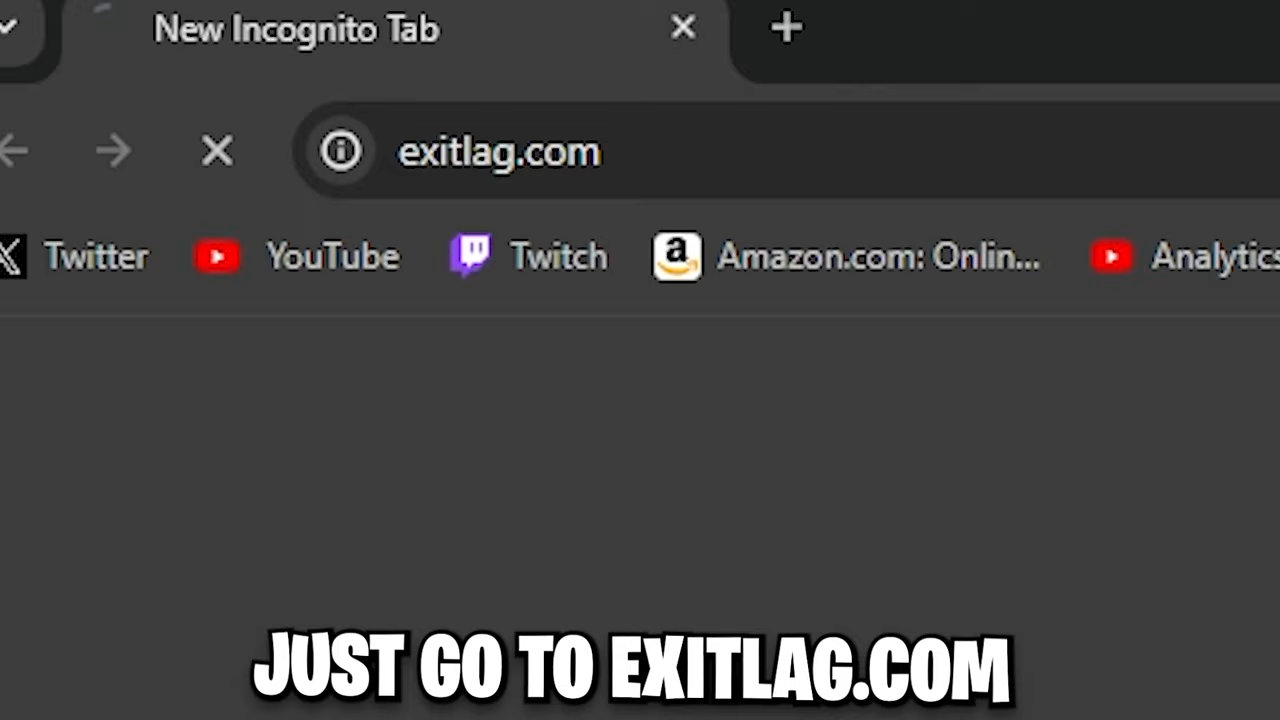 New Incognito Tab
exitlag.com
Twitter YouTube Twitch Amazon.com: Onlin... Analytics
JUST GO TO EXITLAG.COM